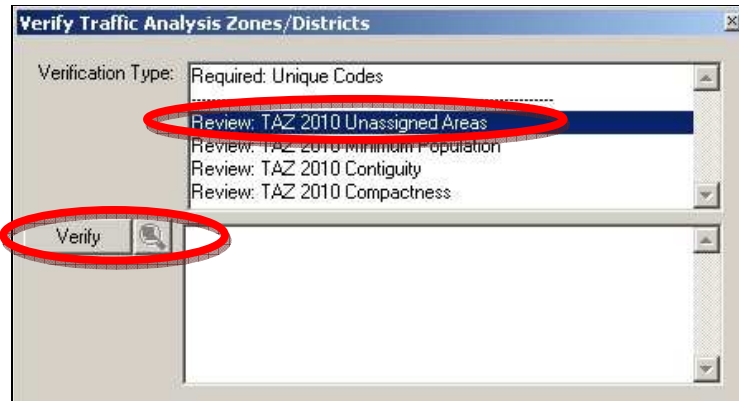 Verify Traffic Analysis Zones/Districts
Verification Type:
Required: Unique Codes
--------------------------------------------------------
Review: TAZ 2010 Unassigned Areas
Review: TAZ 2010 Minimum Population
Review: TAZ 2010 Contiguity
Review: TAZ 2010 Compactness
Verify